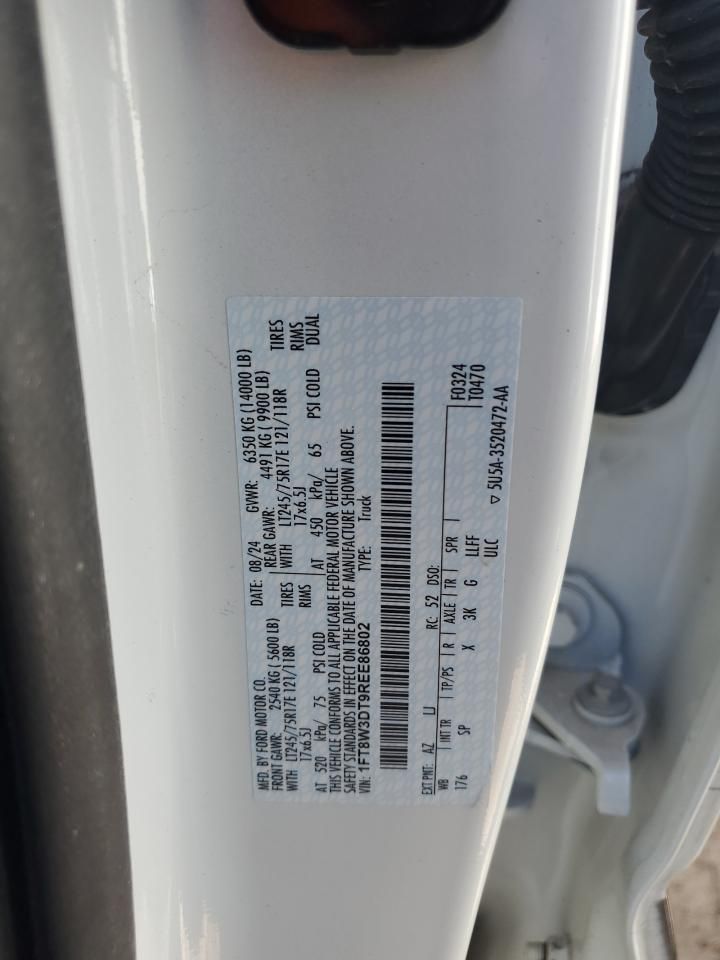 MFD. BY FORD MOTOR CO. DATE: 08/24 GVWR: 6350 KG (14000 LB)
FRONT GAWR: 2540 KG ( 5600 LB) REAR GAWR: 4491 KG ( 9900 LB)
WITH LT245/75R17E 121/118R TIRES WITH LT245/75R17E 121/118R TIRES
17x6.5J RIMS 17x6.5J RIMS
AT 520 kPa/ 75 PSI COLD AT 450 kPa/ 65 PSI COLD DUAL
THIS VEHICLE CONFORMS TO ALL APPLICABLE FEDERAL MOTOR VEHICLE
SAFETY STANDARDS IN EFFECT ON THE DATE OF MANUFACTURE SHOWN ABOVE.
VIN: 1FT8W3DT9REE86802 TYPE: Truck
EXT PNT: AZ LJ RC: 52 DSO: F0324
WB INT TR TP/PS R AXLE TR SPR T0470
176 SP X 3K G LLFF
ULC 5U5A-3520472-AA